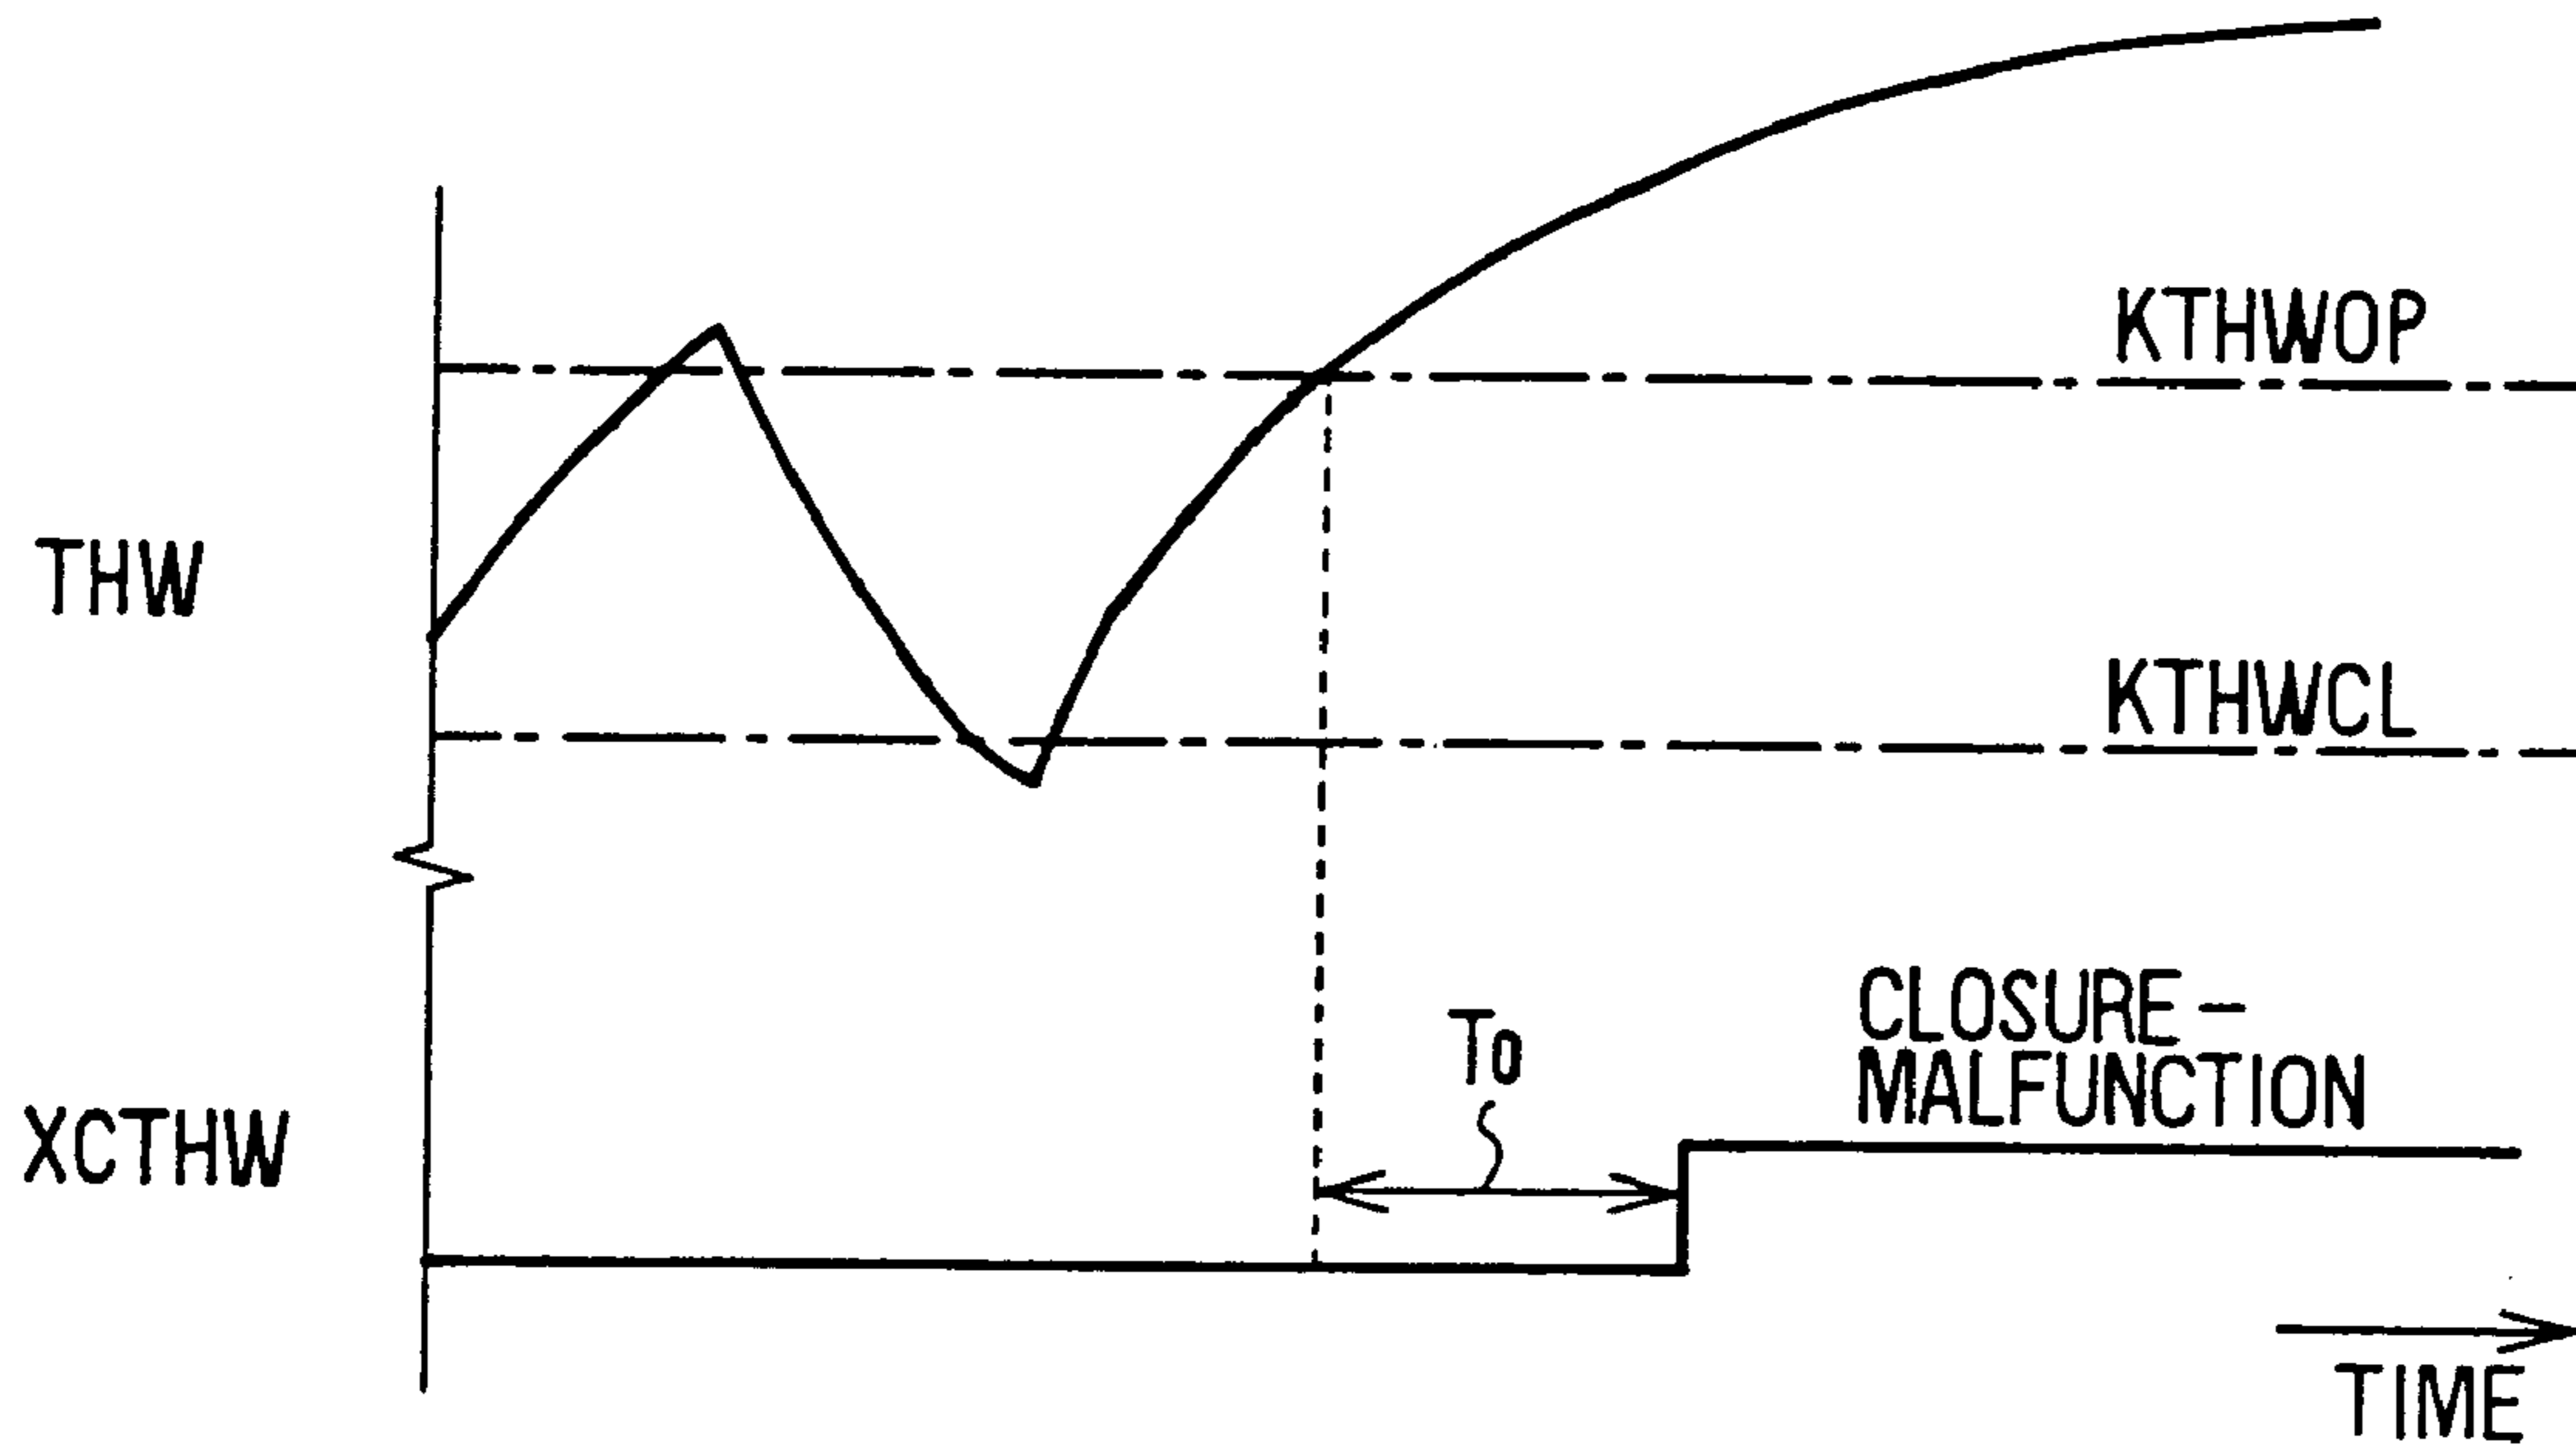 KTHWOP
THW
KTHWCL
CLOSURE-
MALFUNCTION
To
XCTHW
TIME